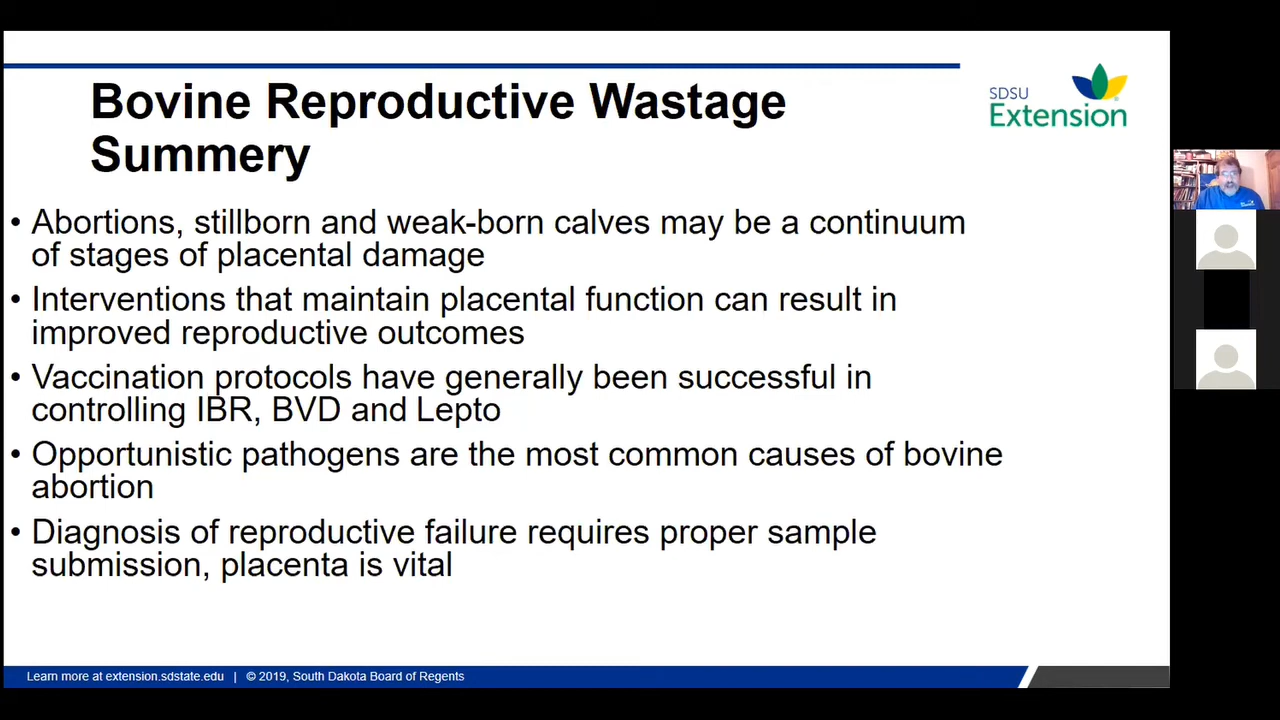 Bovine Reproductive Wastage
Summery
SDSU
Extension
• Abortions, stillborn and weak-born calves may be a continuum
of stages of placental damage
• Interventions that maintain placental function can result in
improved reproductive outcomes
• Vaccination protocols have generally been successful in
controlling IBR, BVD and Lepto
• Opportunistic pathogens are the most common causes of bovine
abortion
• Diagnosis of reproductive failure requires proper sample
submission, placenta is vital
Learn more at extension.sdstate.edu | © 2019, South Dakota Board of Regents